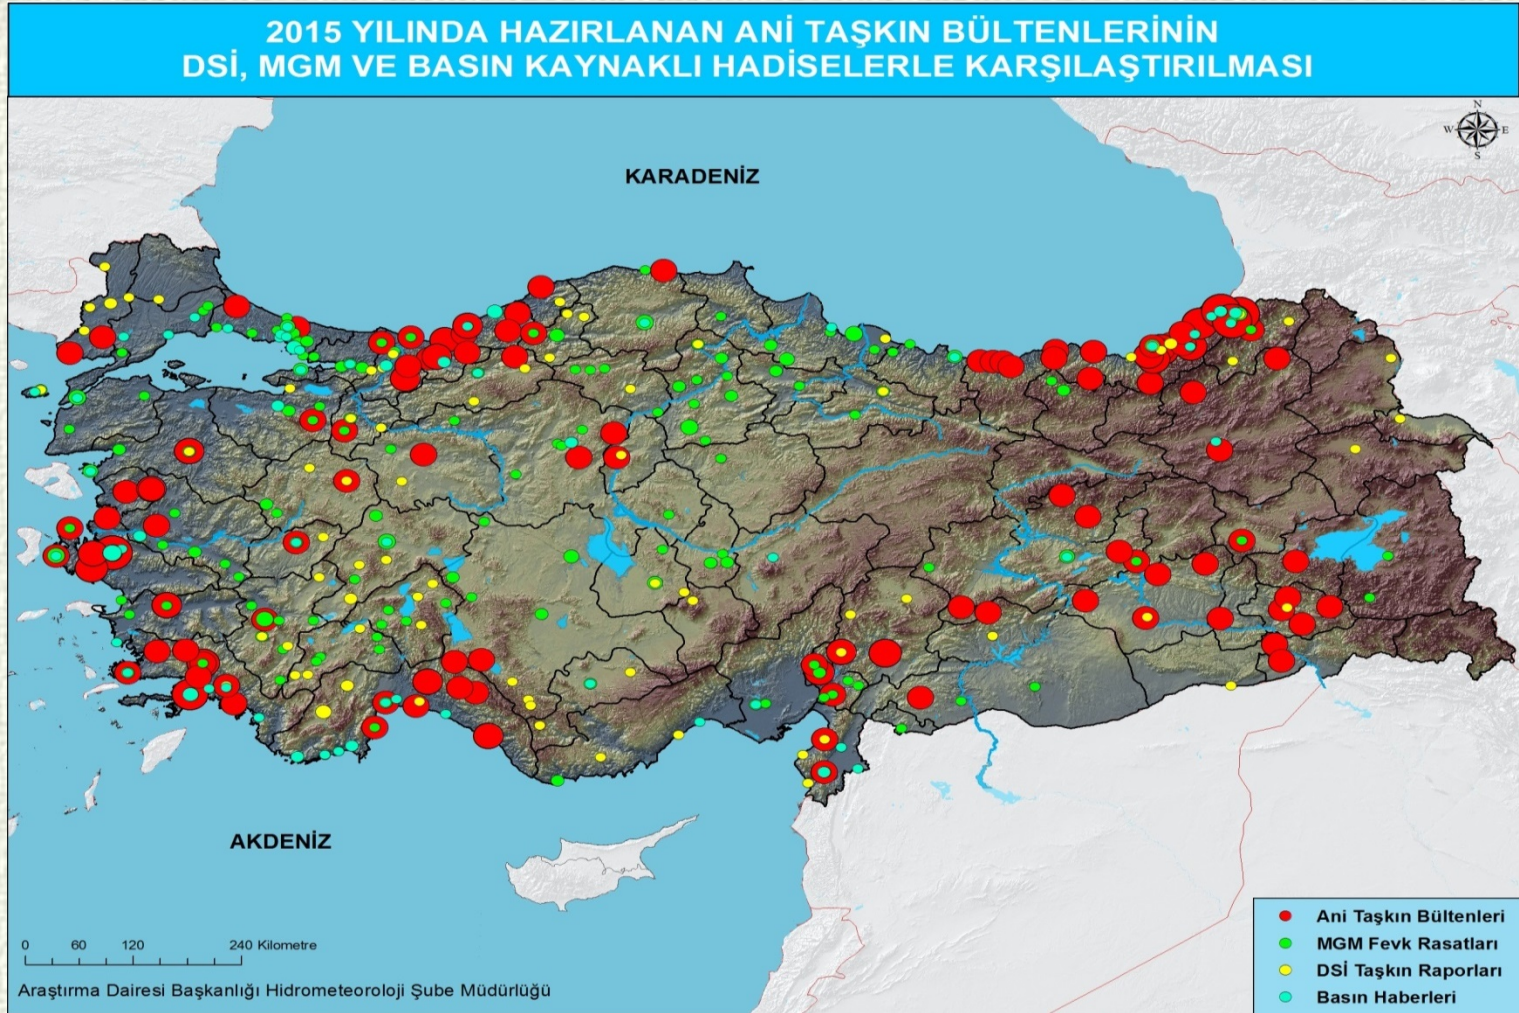 2015 YILINDA HAZIRLANAN ANİ TAŞKIN BÜLTENLERİNİN
DSİ, MGM VE BASIN KAYNAKLI HADİSELERLE KARŞILAŞTIRILMASI
N
W E
S
KARADENİZ
AKDENİZ
0 60 120 240 Kilometre
Araştırma Dairesi Başkanlığı Hidrometeoroloji Şube Müdürlüğü
Ani Taşkın Bültenleri
MGM Fevk Rasatları
DSİ Taşkın Raporları
Basın Haberleri